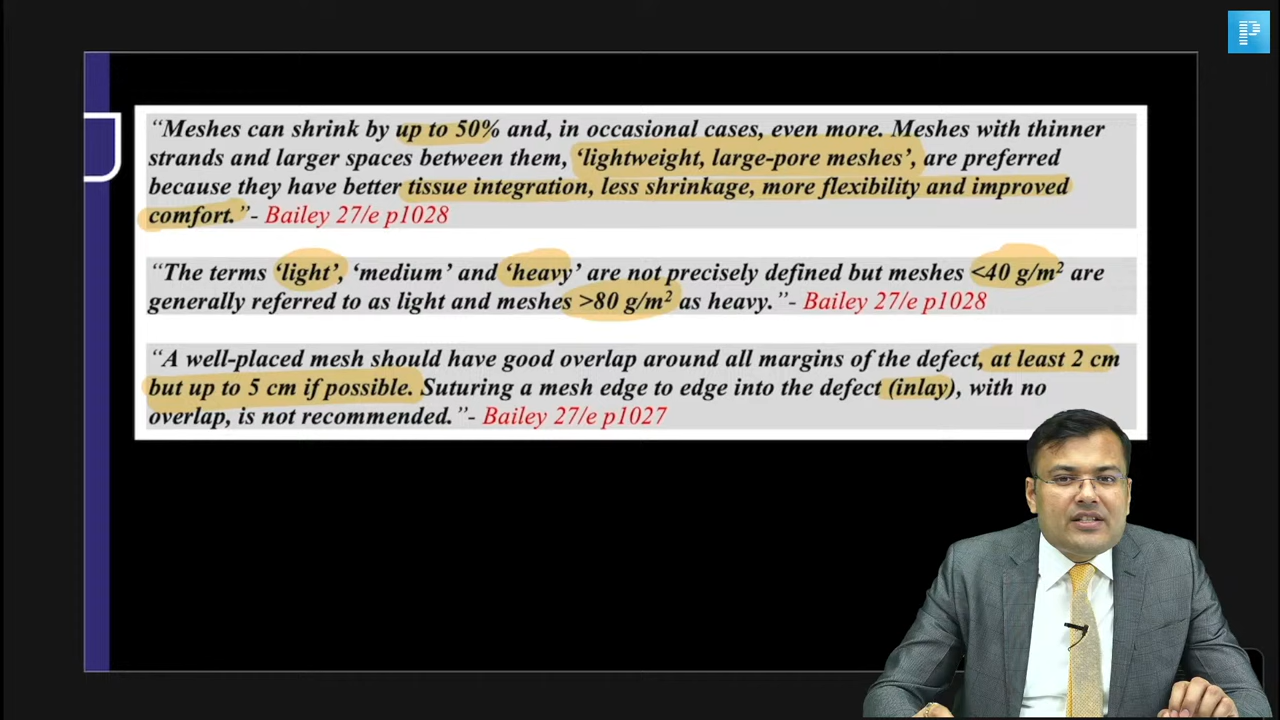 P
“Meshes can shrink by up to 50% and, in occasional cases, even more. Meshes with thinner
strands and larger spaces between them, ‘lightweight, large-pore meshes’, are preferred
because they have better tissue integration, less shrinkage, more flexibility and improved
comfort.”- Bailey 27/e p1028
“The terms ‘light’, ‘medium’ and ‘heavy’ are not precisely defined but meshes <40 g/m² are
generally referred to as light and meshes >80 g/m² as heavy.”- Bailey 27/e p1028
“A well-placed mesh should have good overlap around all margins of the defect, at least 2 cm
but up to 5 cm if possible. Suturing a mesh edge to edge into the defect (inlay), with no
overlap, is not recommended.”- Bailey 27/e p1027